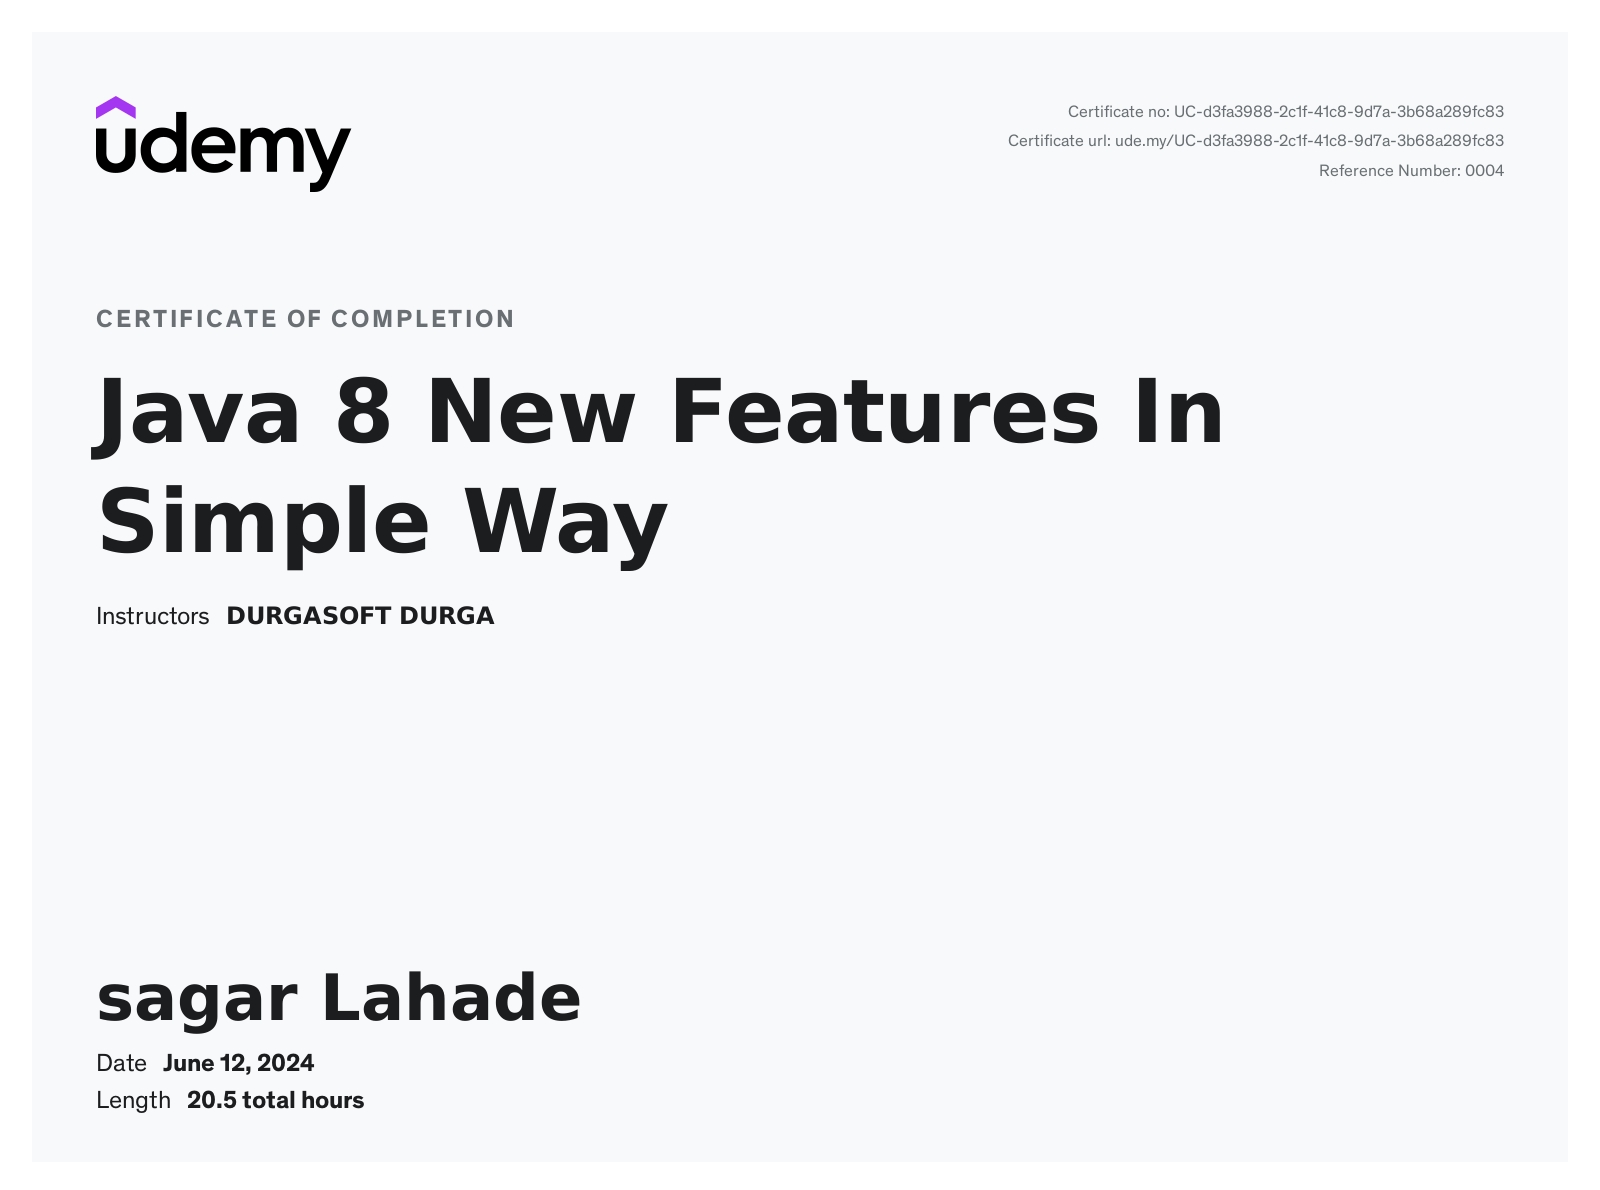 udemy
Certificate no: UC-d3fa3988-2c1f-41c8-9d7a-3b68a289fc83
Certificate url: ude.my/UC-d3fa3988-2c1f-41c8-9d7a-3b68a289fc83
Reference Number: 0004
CERTIFICATE OF COMPLETION
Java 8 New Features In
Simple Way
Instructors DURGASOFT DURGA
sagar Lahade
Date June 12, 2024
Length 20.5 total hours